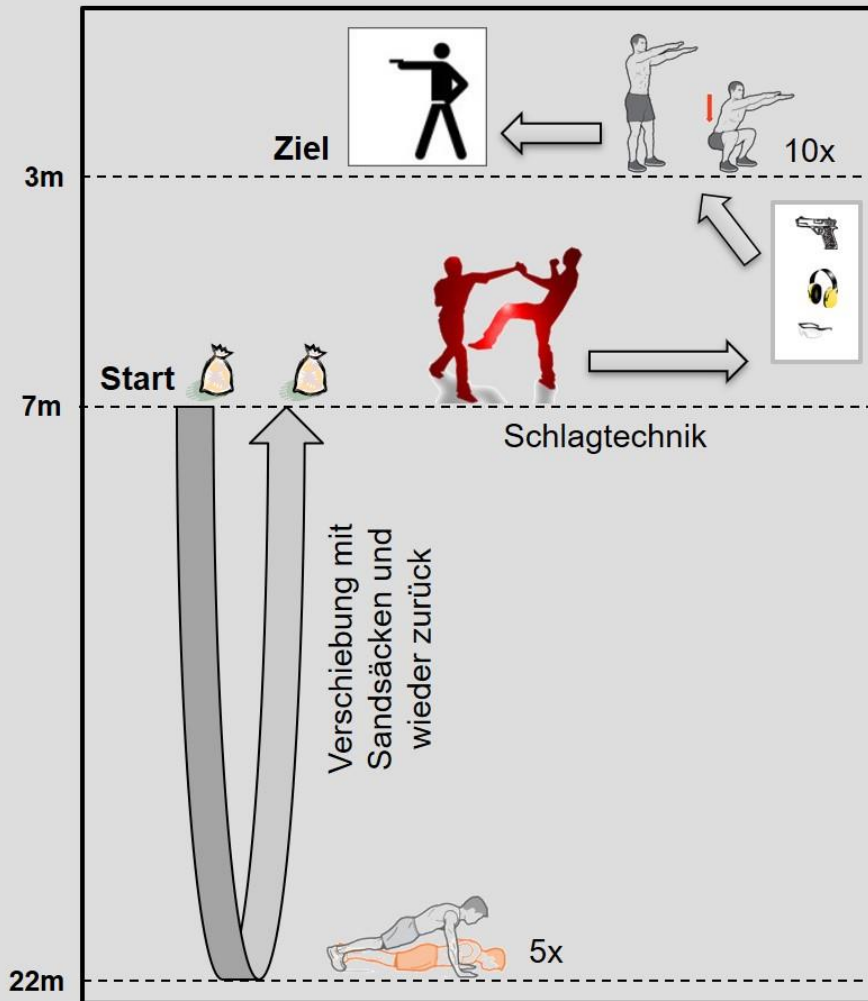 Ziel
10x
3m
Start
7m
Schlagtechnik
Verschiebung mit
Sandsäcken und
wieder zurück
5x
22m